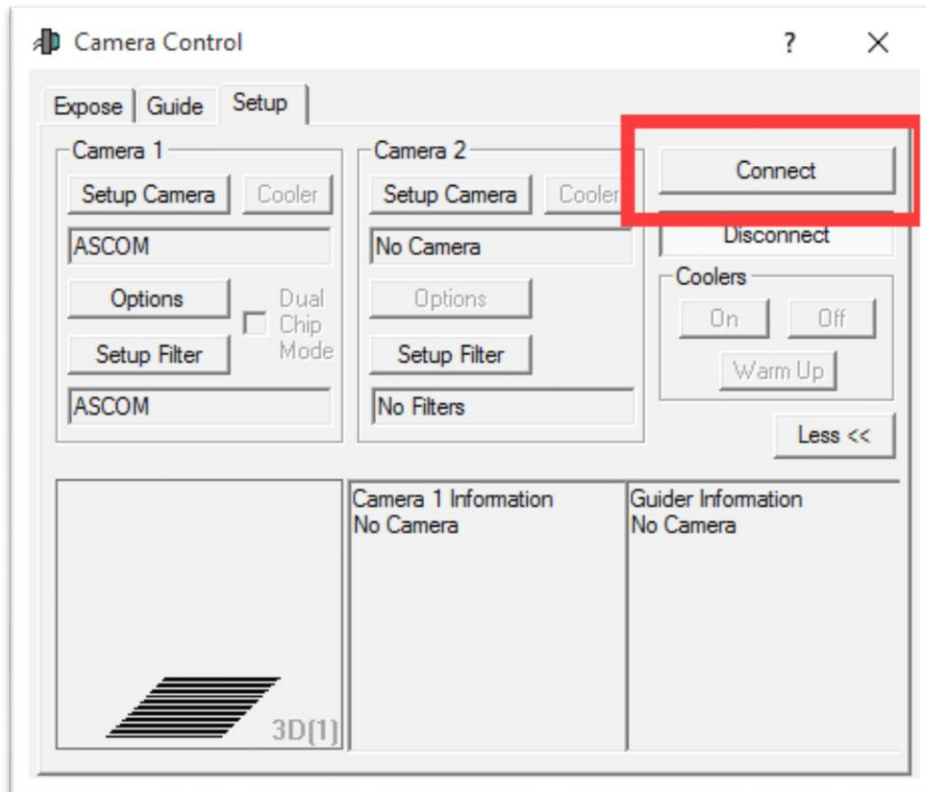 Camera Control
?
Expose
Guide
Setup
Camera 1
Setup Camera
Cooler
ASCOM
Options
Dual
Chip
Mode
Setup Filter
ASCOM
Camera 2
Setup Camera
Cooler
No Camera
Options
Setup Filter
No Filters
Connect
Disconnect
Coolers
On
Off
Warm Up
Less <<
3D(1)
Camera 1 Information
No Camera
Guider Information
No Camera